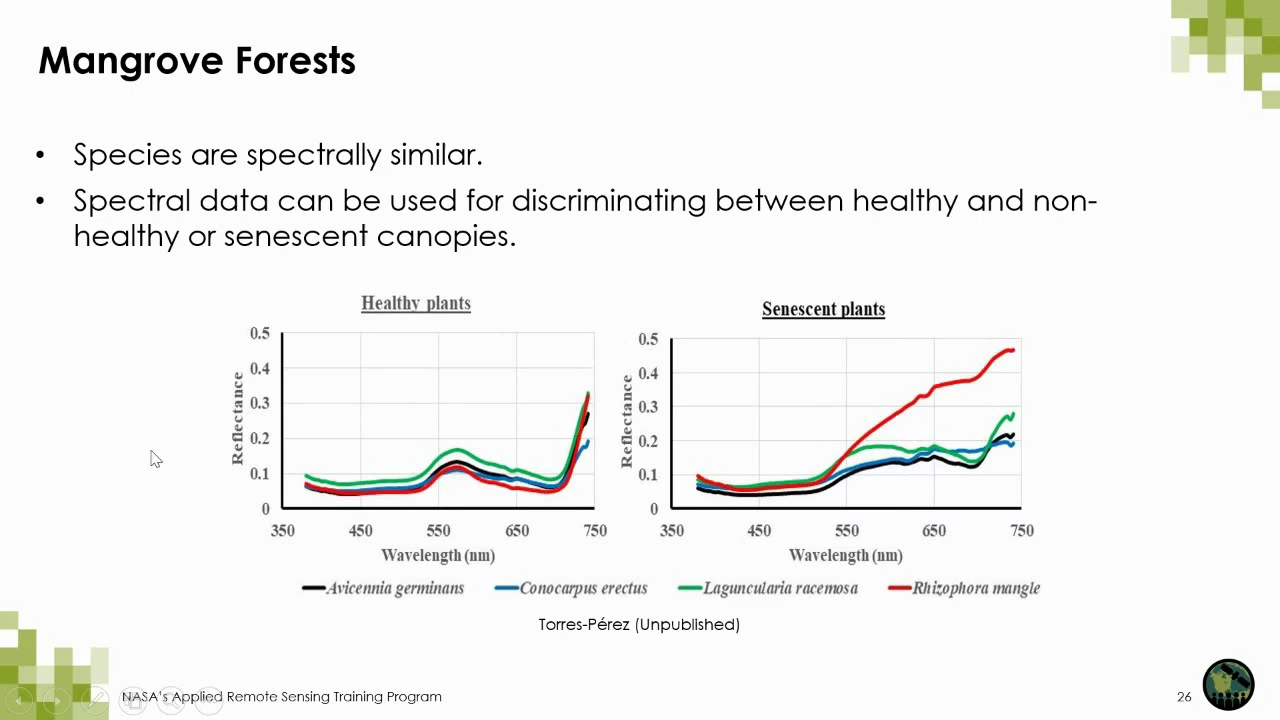 Mangrove Forests
• Species are spectrally similar.
• Spectral data can be used for discriminating between healthy and non-
healthy or senescent canopies.
Healthy plants
Reflectance
0.5
0.4
0.3
0.2
0.1
0
350 450 550 650 750
Wavelength (nm)
Senescent plants
Reflectance
0.5
0.4
0.3
0.2
0.1
0
350 450 550 650 750
Wavelength (nm)
Avicennia germinans Conocarpus erectus Laguncularia racemosa Rhizophora mangle
Torres-Pérez (Unpublished)
NASA's Applied Remote Sensing Training Program
26